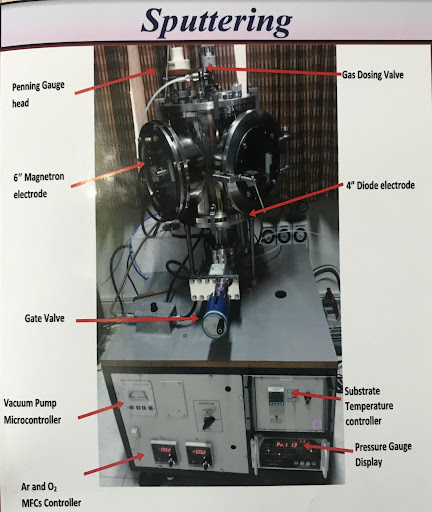 Sputtering
Penning Gauge
head
Gas Dosing Valve
6” Magnetron
electrode
4” Diode electrode
Gate Valve
Vacuum Pump
Microcontroller
Substrate
Temperature
controller
Pressure Gauge
Display
Ar and O₂
MFCs Controller